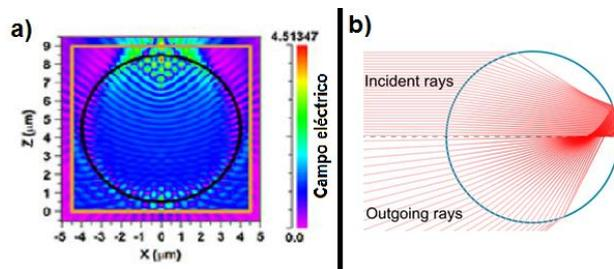 a)
4.51347
9
8
7
6
5
4
3
2
1
0
Z (μm)
-5 -4 -3 -2 -1 0 1 2 3 4 5
X (μm)
Campo eléctrico
0.0
b)
Incident rays
Outgoing rays